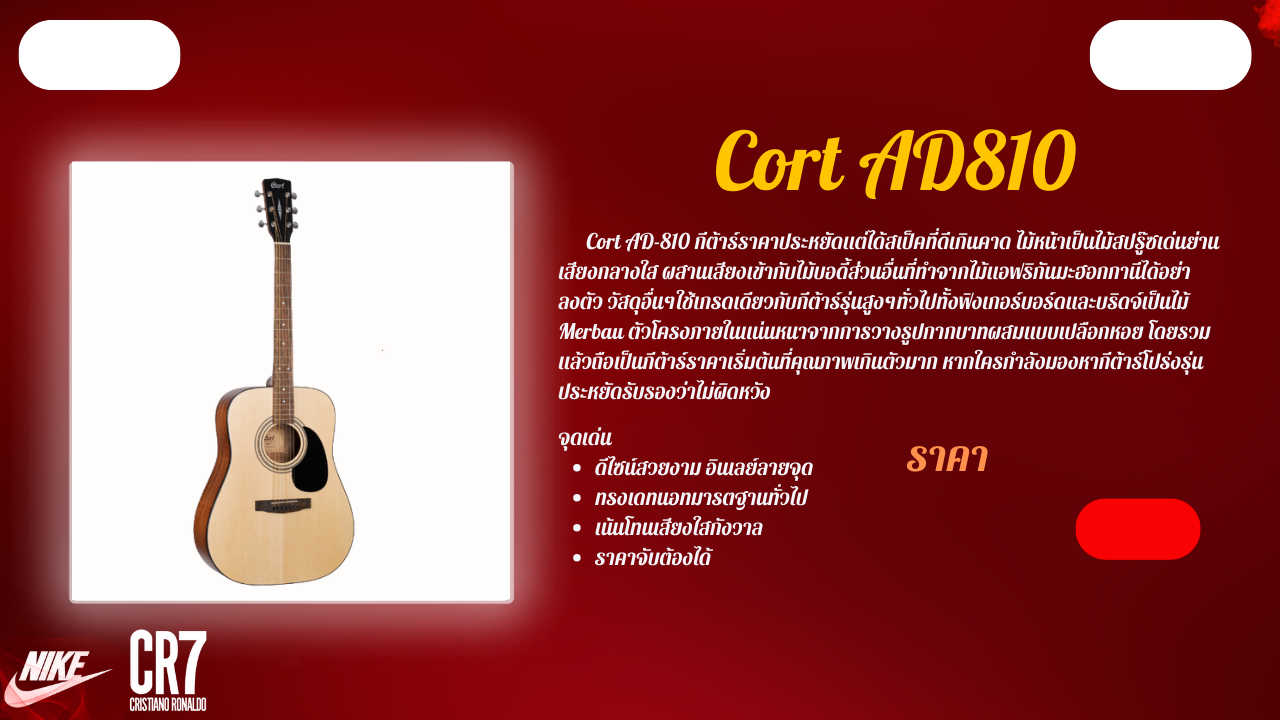 Cort AD810
Cort AD-810 กีต้าร์ราคาประหยัดแต่ได้สเป็คที่ดีเกินคาด ไม้หน้าเป็นไม้สปรู๊ซเด่นย่าน
เสียงกลางใส ผสานเสียงเข้ากับไม้บอดี้ส่วนอื่นที่ทำจากไม้แอฟริกันมะฮอกกานีได้อย่า
ลงตัว วัสดุอื่นๆใช้เกรดเดียวกับกีต้าร์รุ่นสูงๆทั่วไปทั้งฟิงเกอร์บอร์ดและบริดจ์เป็นไม้
Merbau ตัวโครงภายในแน่นหนาจากการวางรูปกากบาทผสมแบบเปลือกหอย โดยรวม
แล้วถือเป็นกีต้าร์ราคาเริ่มต้นที่คุณภาพเกินตัวมาก หากใครกำลังมองหากีต้าร์โปร่งรุ่น
ประหยัดรับรองว่าไม่ผิดหวัง
จุดเด่น
• ดีไซน์สวยงาม อินเลย์ลายจุด
• ทรงเดทนอทมารตฐานทั่วไป
• เน้นโทนเสียงใสกังวาล
• ราคาจับต้องได้
ราคา
Cort
NIKE
CR7
CRISTIANO RONALDO